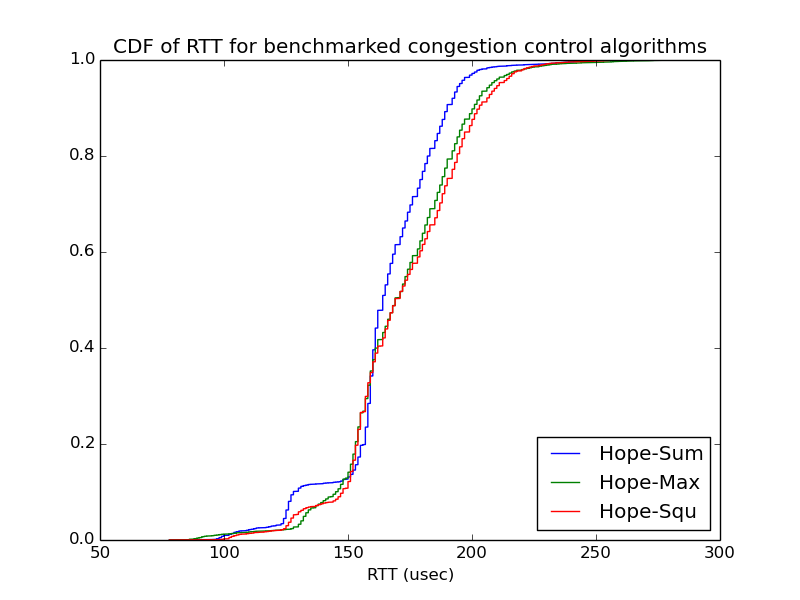 CDF of RTT for benchmarked congestion control algorithms
1.0
0.8
0.6
0.4
0.2
0.0
50 100 150 200 250 300
RTT (usec)
Hope-Sum
Hope-Max
Hope-Squ